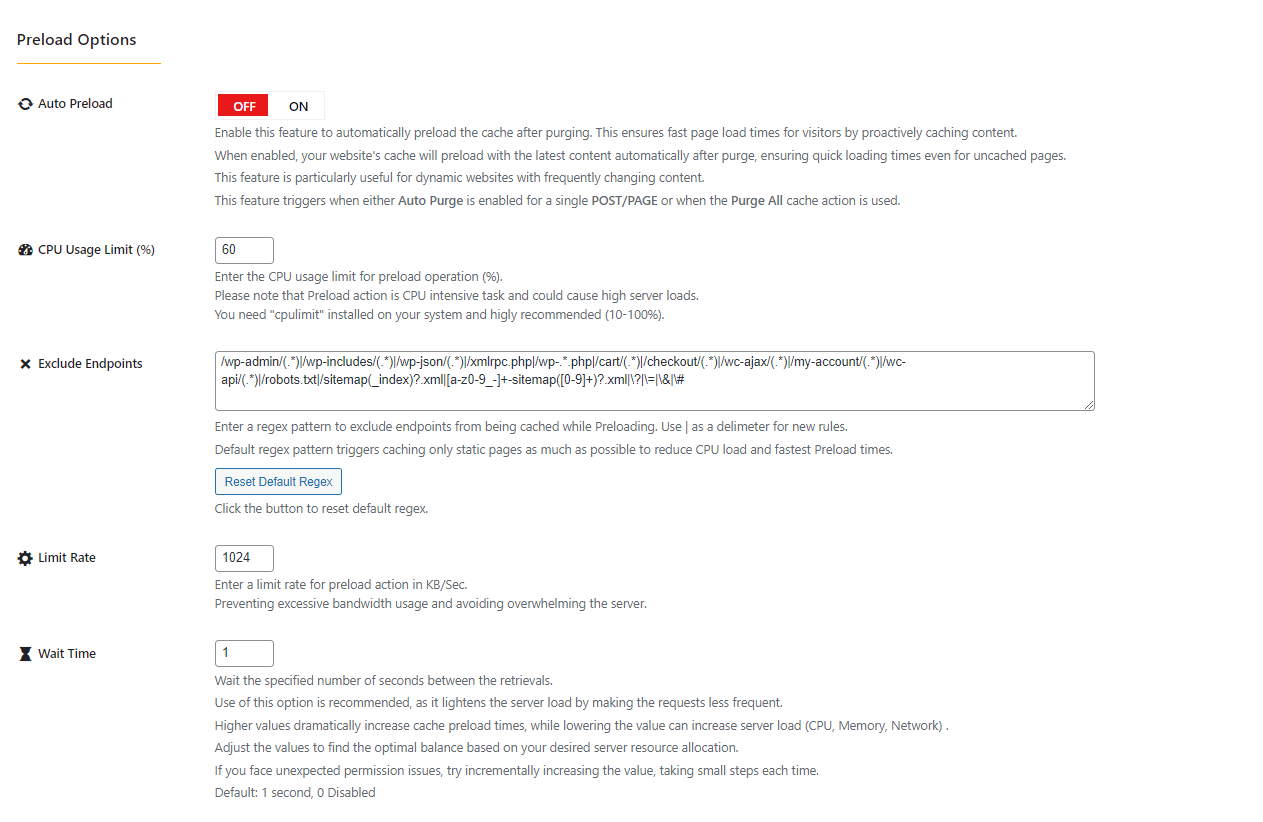 Preload Options
Auto Preload
OFF ON
Enable this feature to automatically preload the cache after purging. This ensures fast page load times for visitors by proactively caching content.
When enabled, your website's cache will preload with the latest content automatically after purge, ensuring quick loading times even for uncached pages.
This feature is particularly useful for dynamic websites with frequently changing content.
This feature triggers when either Auto Purge is enabled for a single POST/PAGE or when the Purge All cache action is used.
CPU Usage Limit (%)
60
Enter the CPU usage limit for preload operation (%).
Please note that Preload action is CPU intensive task and could cause high server loads.
You need "cpulimit" installed on your system and higly recommended (10-100%).
Exclude Endpoints
/wp-admin/(.*)|/wp-includes/(.*)|/wp-json/(.*)|/xmlrpc.php|/wp-.*.php|/cart/(.*)|/checkout/(.*)|/wc-ajax/(.*)|/my-account/(.*)|/wc-
api/(.*)|/robots.txt|/sitemap(_index)?.xml|[a-z0-9_-]+-sitemap([0-9]+)?.xml|\?|\=|\&|\#
Enter a regex pattern to exclude endpoints from being cached while Preloading. Use | as a delimeter for new rules.
Default regex pattern triggers caching only static pages as much as possible to reduce CPU load and fastest Preload times.
Reset Default Regex
Click the button to reset default regex.
Limit Rate
1024
Enter a limit rate for preload action in KB/Sec.
Preventing excessive bandwidth usage and avoiding overwhelming the server.
Wait Time
1
Wait the specified number of seconds between the retrievals.
Use of this option is recommended, as it lightens the server load by making the requests less frequent.
Higher values dramatically increase cache preload times, while lowering the value can increase server load (CPU, Memory, Network) .
Adjust the values to find the optimal balance based on your desired server resource allocation.
If you face unexpected permission issues, try incrementally increasing the value, taking small steps each time.
Default: 1 second, 0 Disabled